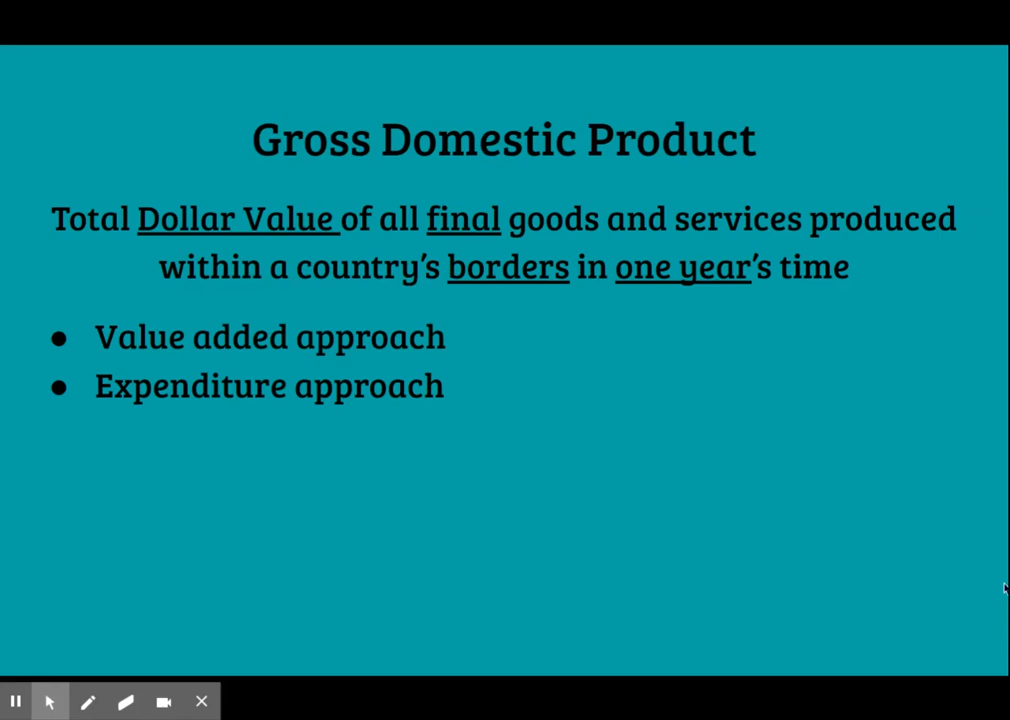 Gross Domestic Product
Total Dollar Value of all final goods and services produced
within a country's borders in one year's time
● Value added approach
● Expenditure approach